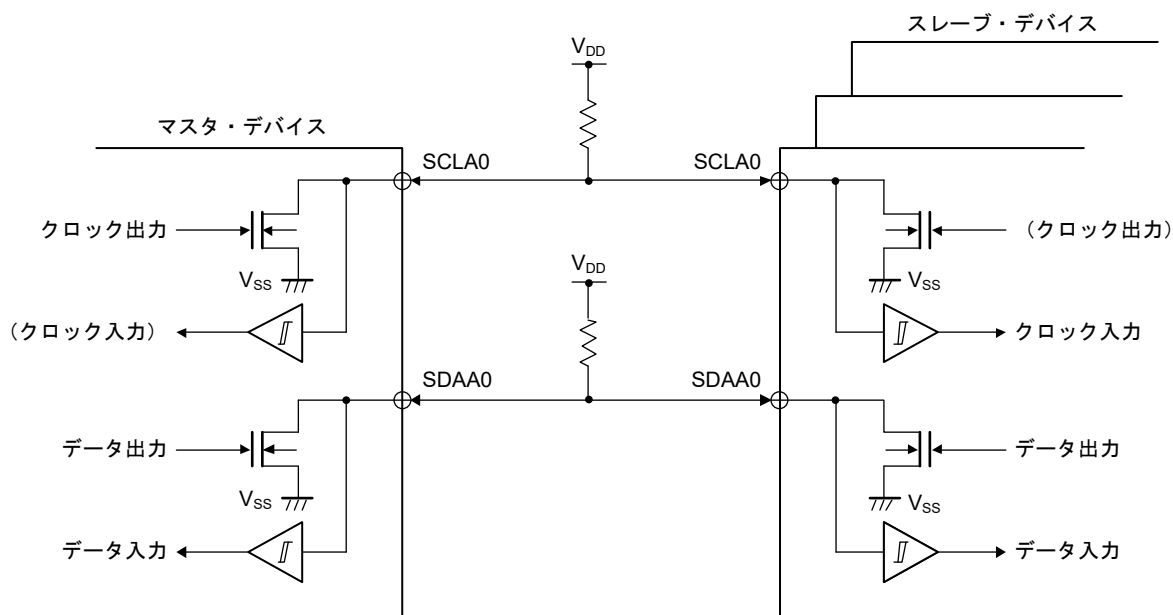 スレーブ・デバイス
VDD
マスタ・デバイス
SCLA0
SCLA0
クロック出力
(クロック出力)
VSS
VDD
VSS
(クロック入力)
クロック入力
SDAA0
SDAA0
データ出力
データ出力
VSS
VSS
データ入力
データ入力